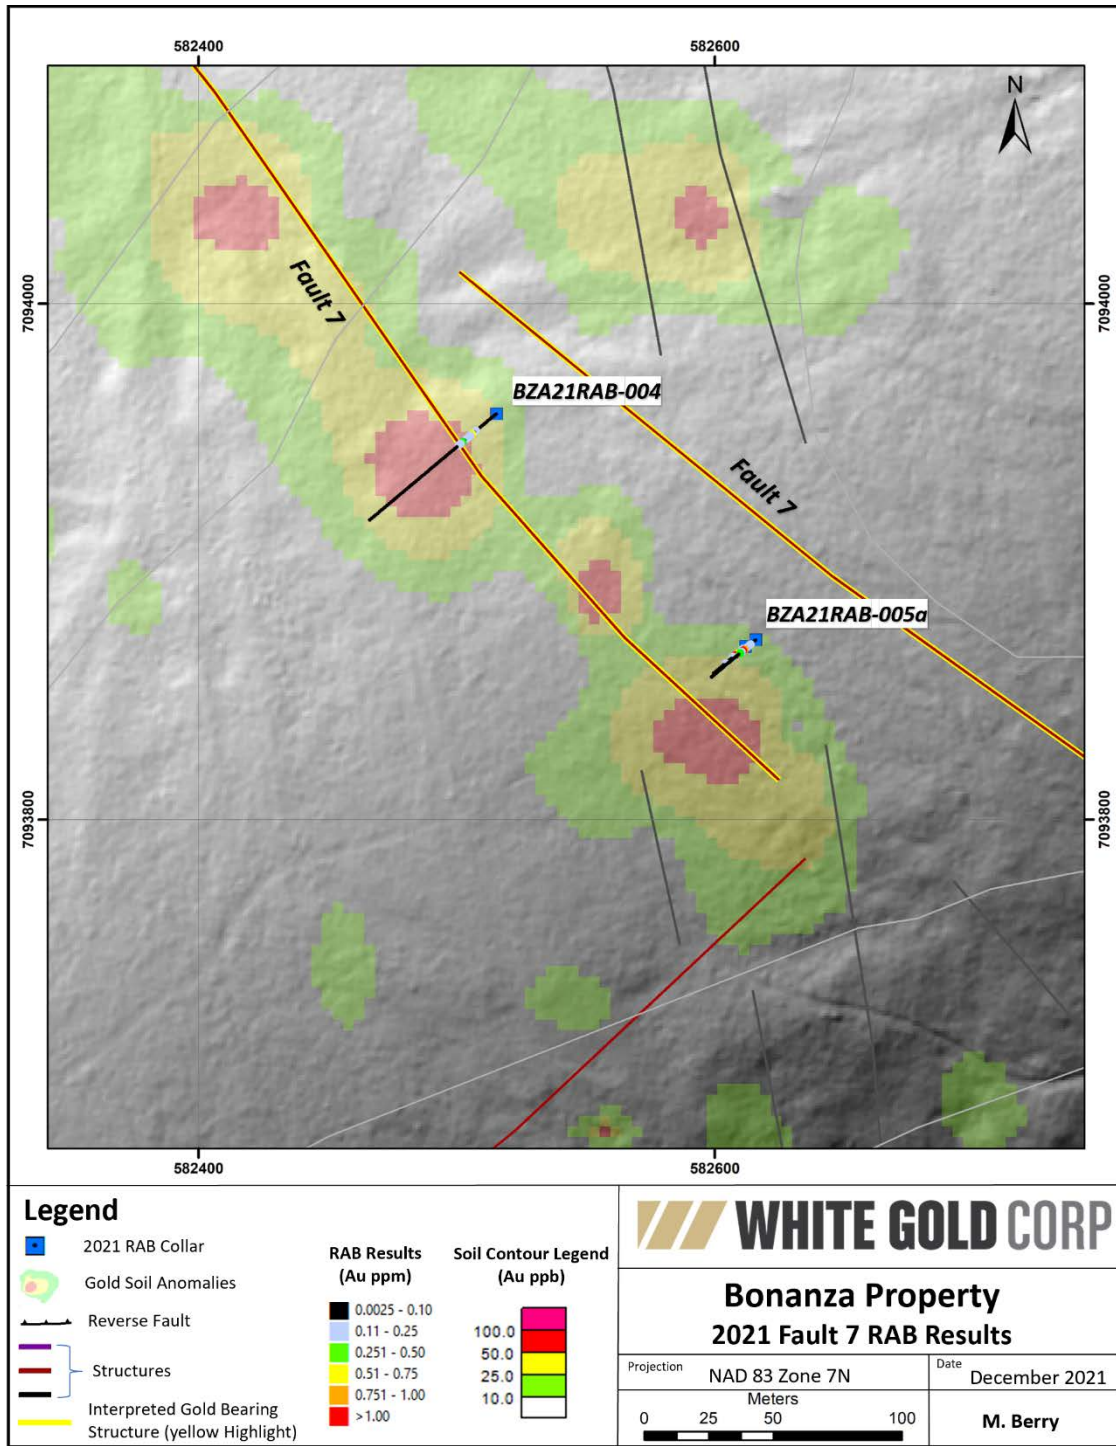 582400
582600
N
7094000
7094000
Fault 7
BZA21RAB-004
Fault 7
BZA21RAB-005a
7093800
7093800
582400
582600
Legend
2021 RAB Collar
Gold Soil Anomalies
Reverse Fault
Structures
Interpreted Gold Bearing
Structure (yellow Highlight)
RAB Results
(Au ppm)
0.0025 - 0.10
0.11 - 0.25
0.251 - 0.50
0.51 - 0.75
0.751 - 1.00
>1.00
Soil Contour Legend
(Au ppb)
100.0
50.0
25.0
10.0
WHITE GOLD CORP
Bonanza Property
2021 Fault 7 RAB Results
Projection NAD 83 Zone 7N
Date December 2021
Meters
0 25 50 100
M. Berry